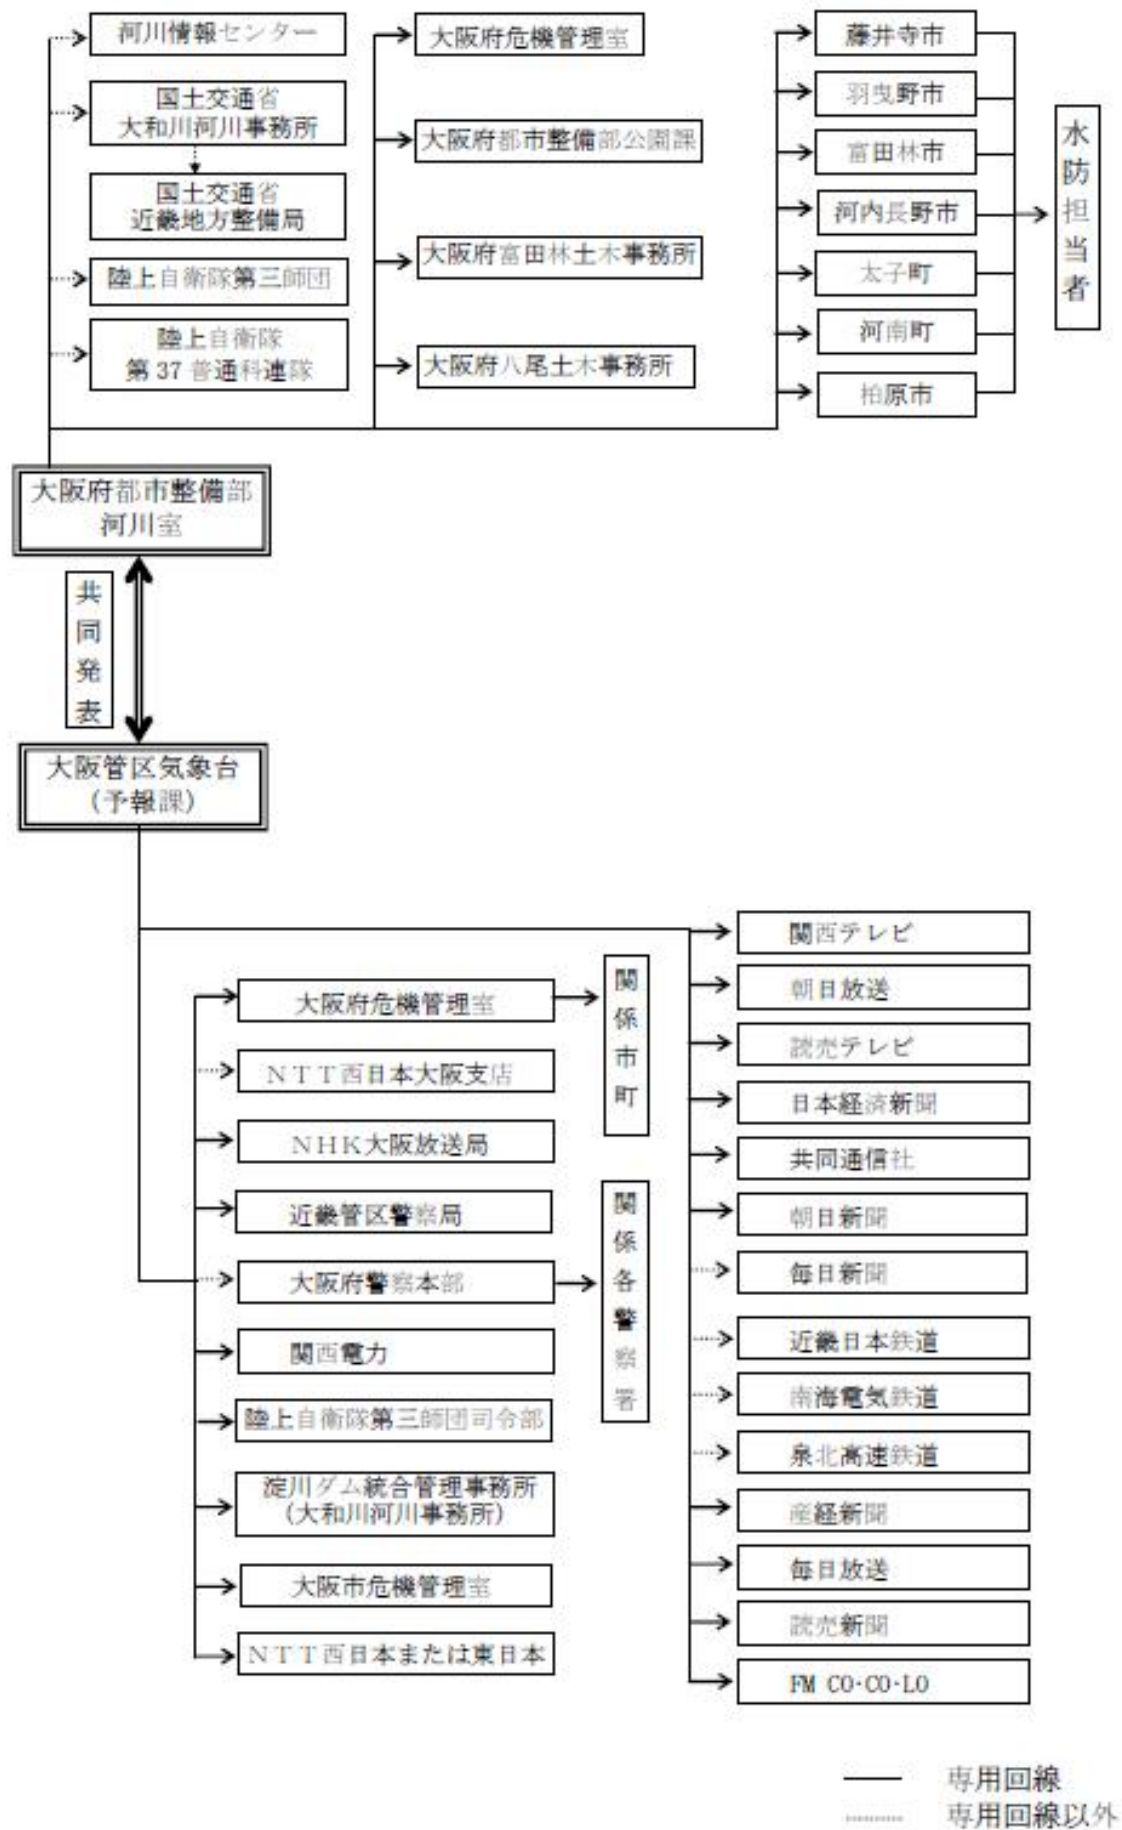 河川情報センター
国土交通省
大和川河川事務所
国土交通省
近畿地方整備局
陸上自衛隊第三師団
陸上自衛隊
第 37 普通科連隊
大阪府危機管理室
大阪府都市整備部公園課
大阪府富田林土木事務所
大阪府八尾土木事務所
藤井寺市
羽曳野市
富田林市
河内長野市
太子町
河南町
柏原市
水防担当者
大阪府都市整備部
河川室
共同発表
大阪管区気象台
（予報課）
大阪府危機管理室
ＮＴＴ西日本大阪支店
ＮＨＫ大阪放送局
近畿管区警察局
大阪府警察本部
関西電力
陸上自衛隊第三師団司令部
淀川ダム統合管理事務所
（大和川河川事務所）
大阪市危機管理室
ＮＴＴ西日本または東日本
関係市町
関係各警察署
関西テレビ
朝日放送
読売テレビ
日本経済新聞
共同通信社
朝日新聞
毎日新聞
近畿日本鉄道
南海電気鉄道
泉北高速鉄道
産経新聞
毎日放送
読売新聞
FM CO･CO･LO
専用回線
専用回線以外